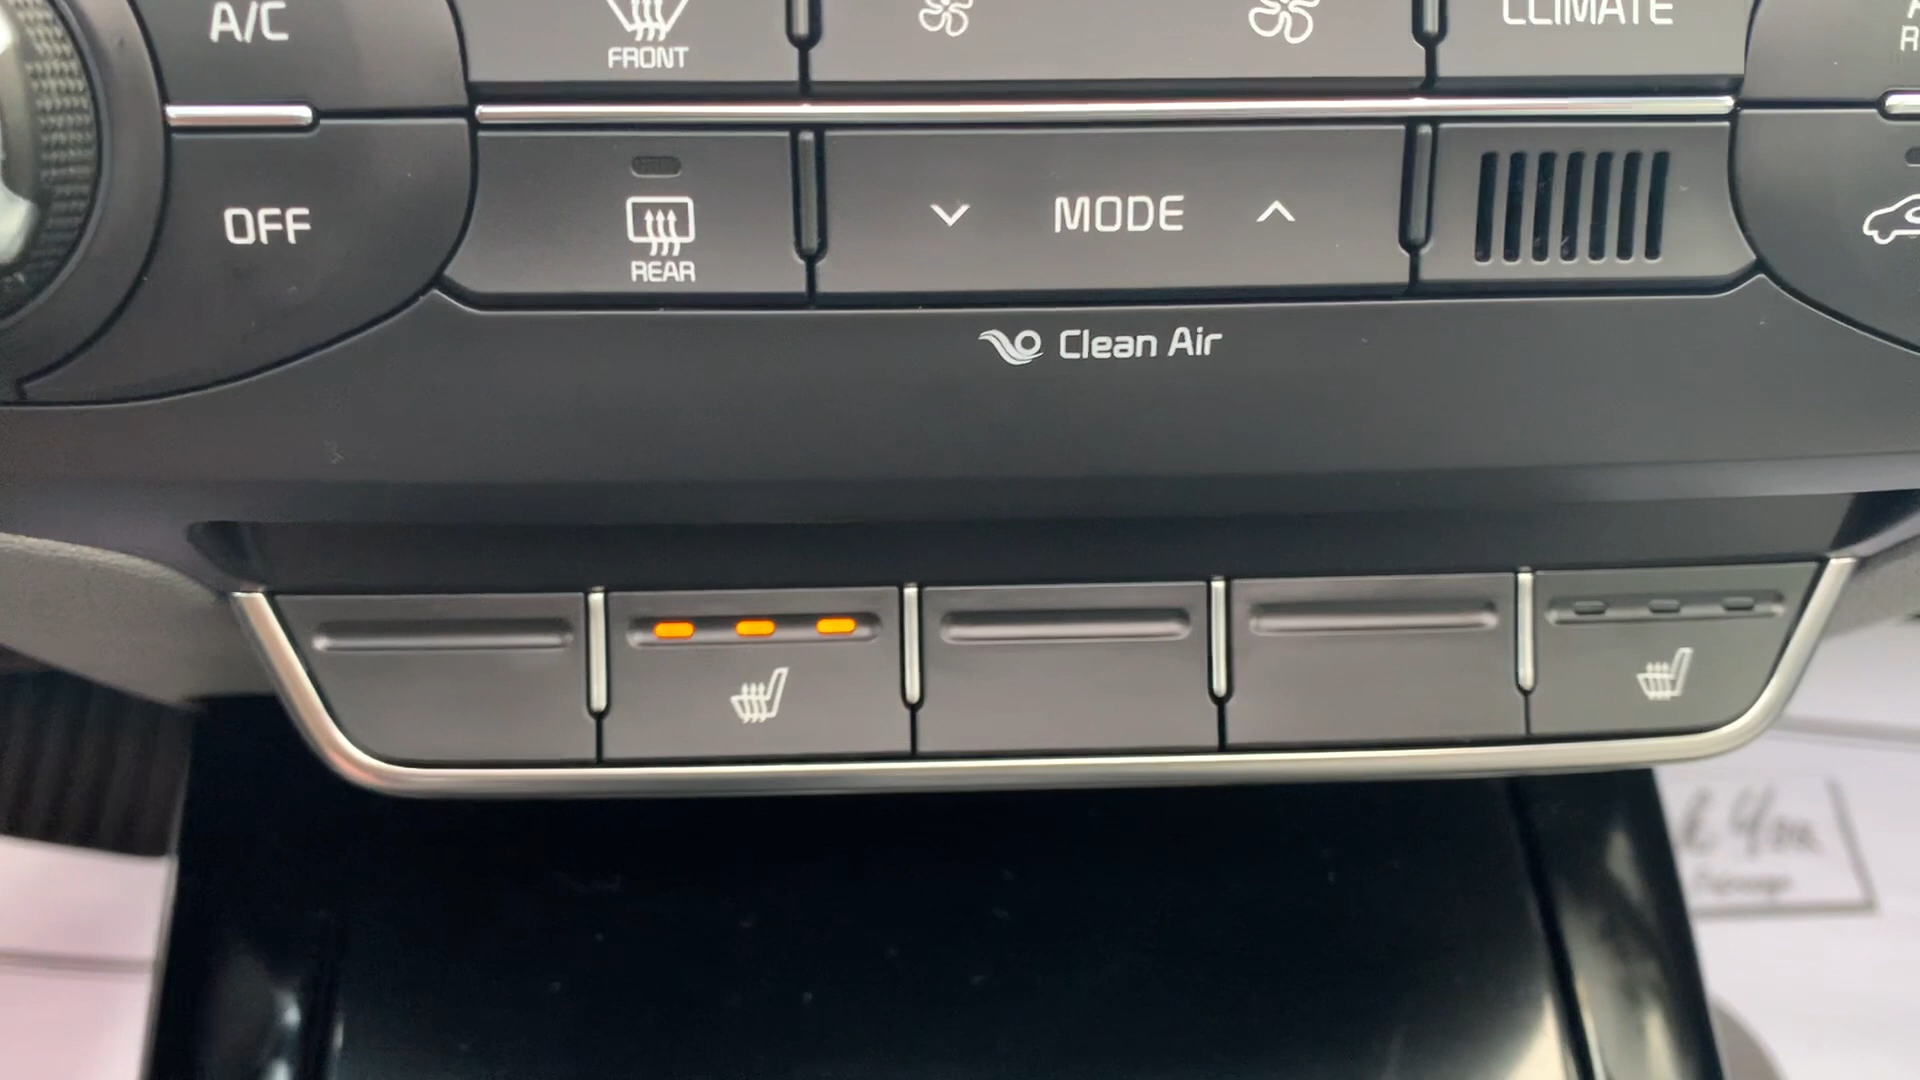 A/C
FRONT
CLIMATE
OFF
REAR
MODE
Clean Air